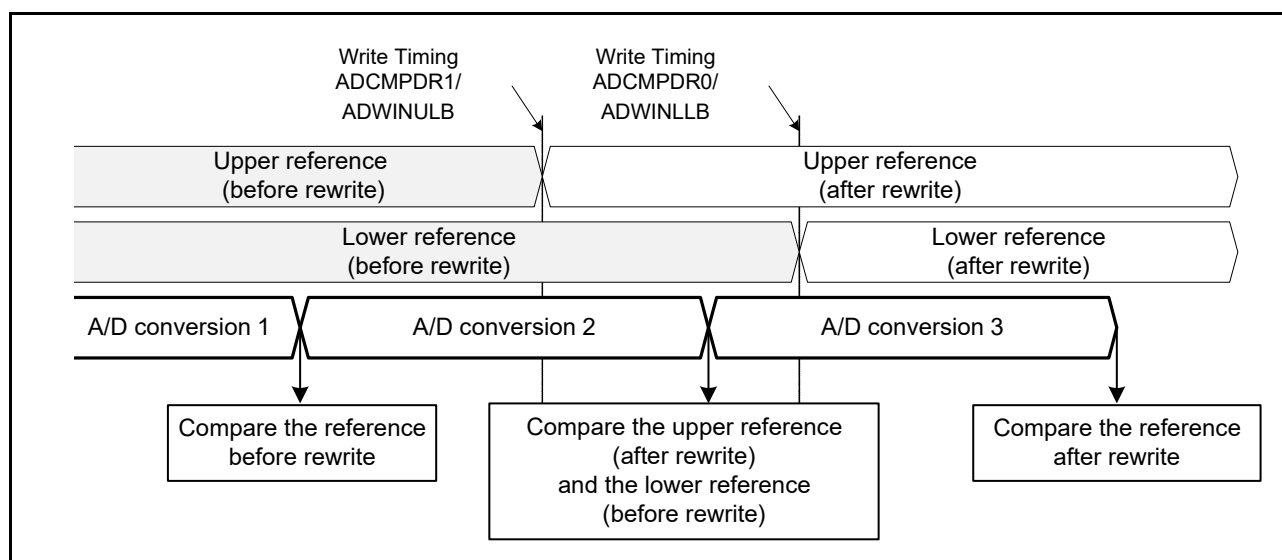 Write Timing
ADCMPDR1/
ADWINULB
Write Timing
ADCMPDR0/
ADWINLLB
Upper reference
(before rewrite)
Upper reference
(after rewrite)
Lower reference
(before rewrite)
Lower reference
(after rewrite)
A/D conversion 1
A/D conversion 2
A/D conversion 3
Compare the reference
before rewrite
Compare the upper reference
(after rewrite)
and the lower reference
(before rewrite)
Compare the reference
after rewrite